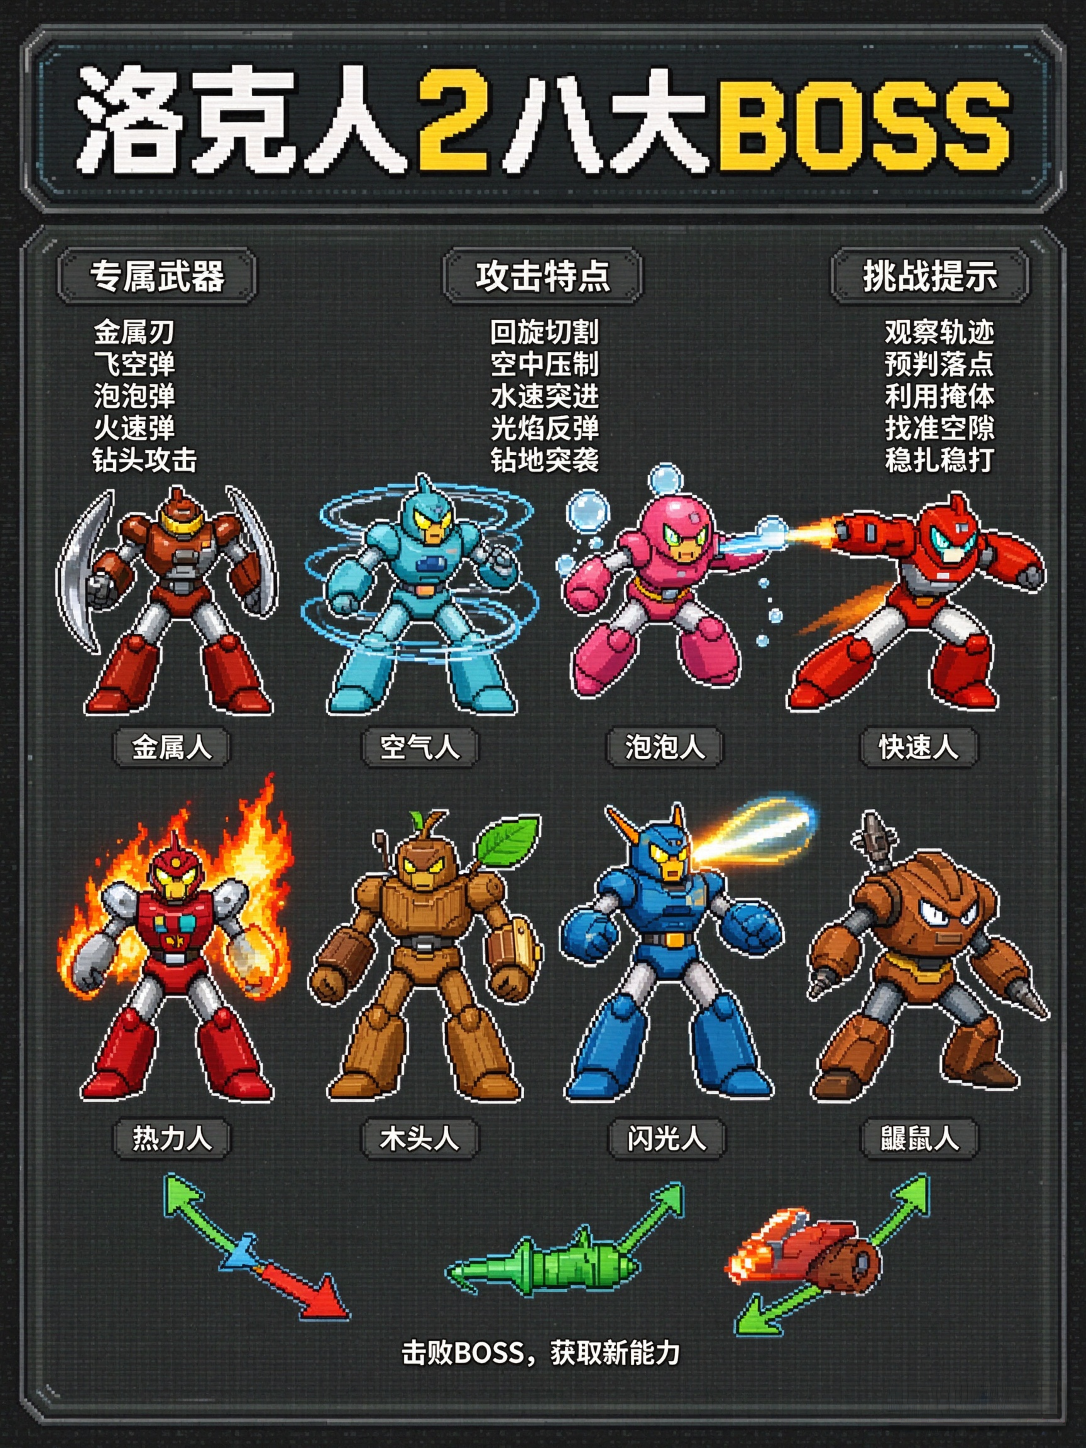 洛克人2八大BOSS
专属武器
金属刃
飞空弹
泡泡弹
火速弹
钻头攻击
攻击特点
回旋切割
空中压制
水速突进
光焰反弹
钻地突袭
挑战提示
观察轨迹
预判落点
利用掩体
找准空隙
稳扎稳打
金属人
空气人
泡泡人
快速人
热力人
木头人
闪光人
鼹鼠人
击败BOSS，获取新能力